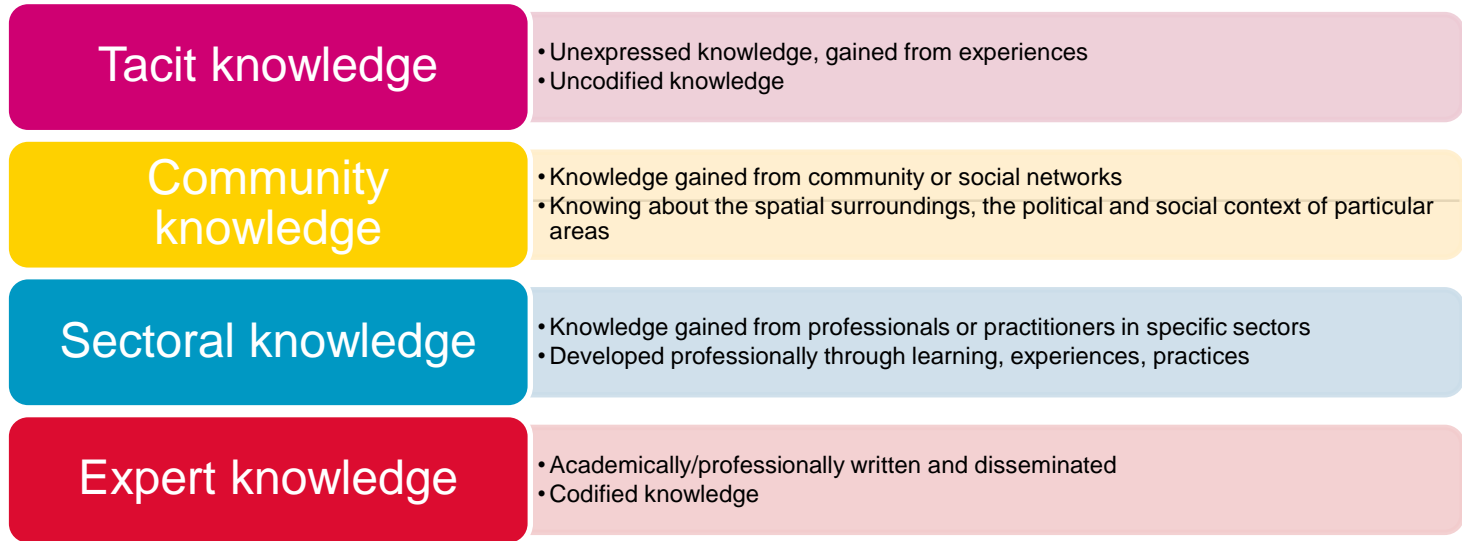 Tacit knowledge
• Unexpressed knowledge, gained from experiences
• Uncodified knowledge
Community
knowledge
• Knowledge gained from community or social networks
• Knowing about the spatial surroundings, the political and social context of particular
areas
Sectoral knowledge
• Knowledge gained from professionals or practitioners in specific sectors
• Developed professionally through learning, experiences, practices
Expert knowledge
• Academically/professionally written and disseminated
• Codified knowledge